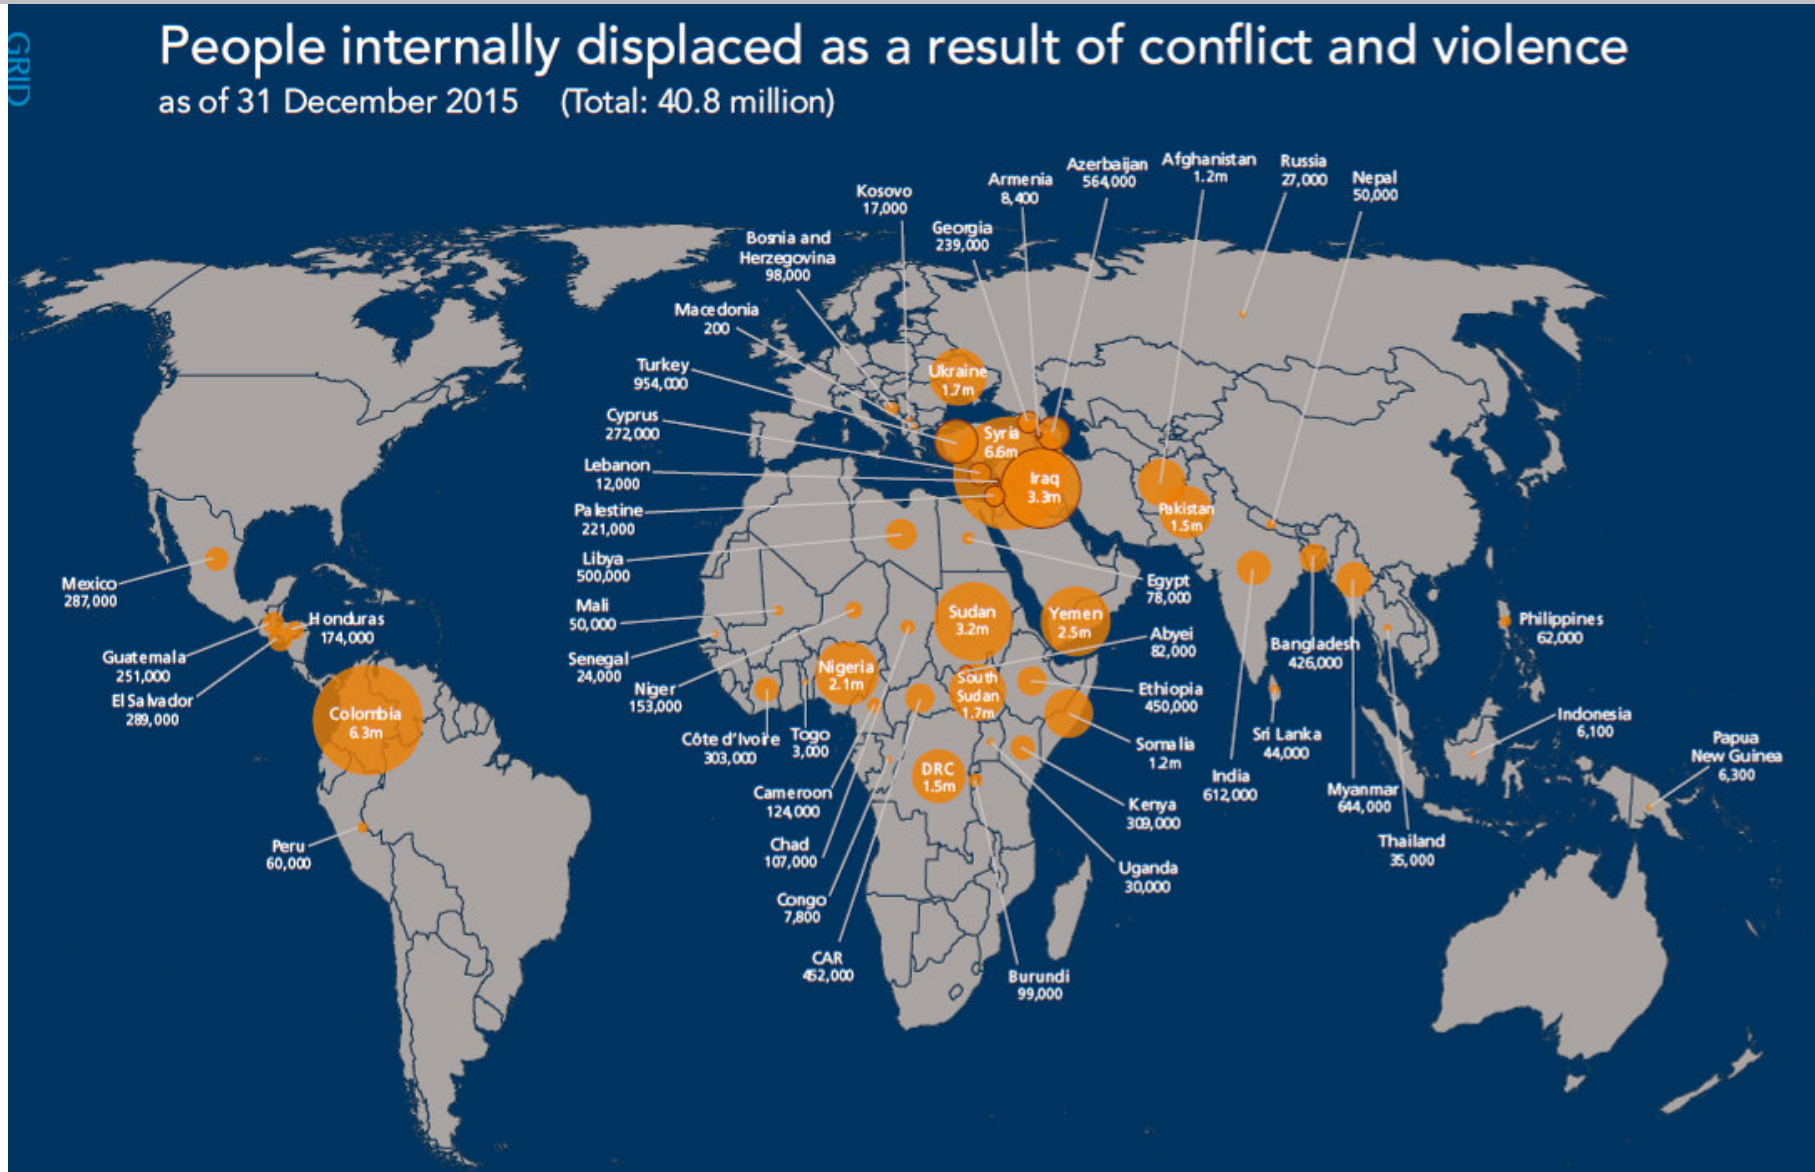 GRID
People internally displaced as a result of conflict and violence
as of 31 December 2015 (Total: 40.8 million)
Kosovo
17,000
Armenia
8,400
Azerbaijan
564,000
Afghanistan
1.2m
Russia
27,000
Nepal
50,000
Bosnia and
Herzegovina
98,000
Georgia
239,000
Macedonia
200
Turkey
954,000
Ukraine
1.7m
Cyprus
272,000
Syria
6.6m
Lebanon
12,000
Iraq
3.3m
Palestine
221,000
Pakistan
1.5m
Libya
500,000
Egypt
78,000
Mexico
287,000
Honduras
174,000
Mali
50,000
Sudan
3.2m
Yemen
2.5m
Abyei
82,000
Philippines
62,000
Bangladesh
426,000
Guatemala
251,000
Senegal
24,000
Nigeria
2.1m
South
Sudan
1.7m
El Salvador
289,000
Niger
153,000
Ethiopia
450,000
Colombia
6.3m
Côte d'Ivoire
303,000
Togo
3,000
Somalia
1.2m
Sri Lanka
44,000
Indonesia
6,100
Papua
New Guinea
6,300
DRC
1.5m
India
612,000
Myanmar
644,000
Cameroon
124,000
Kenya
309,000
Peru
60,000
Chad
107,000
Thailand
35,000
Uganda
30,000
Congo
7,800
CAR
452,000
Burundi
99,000